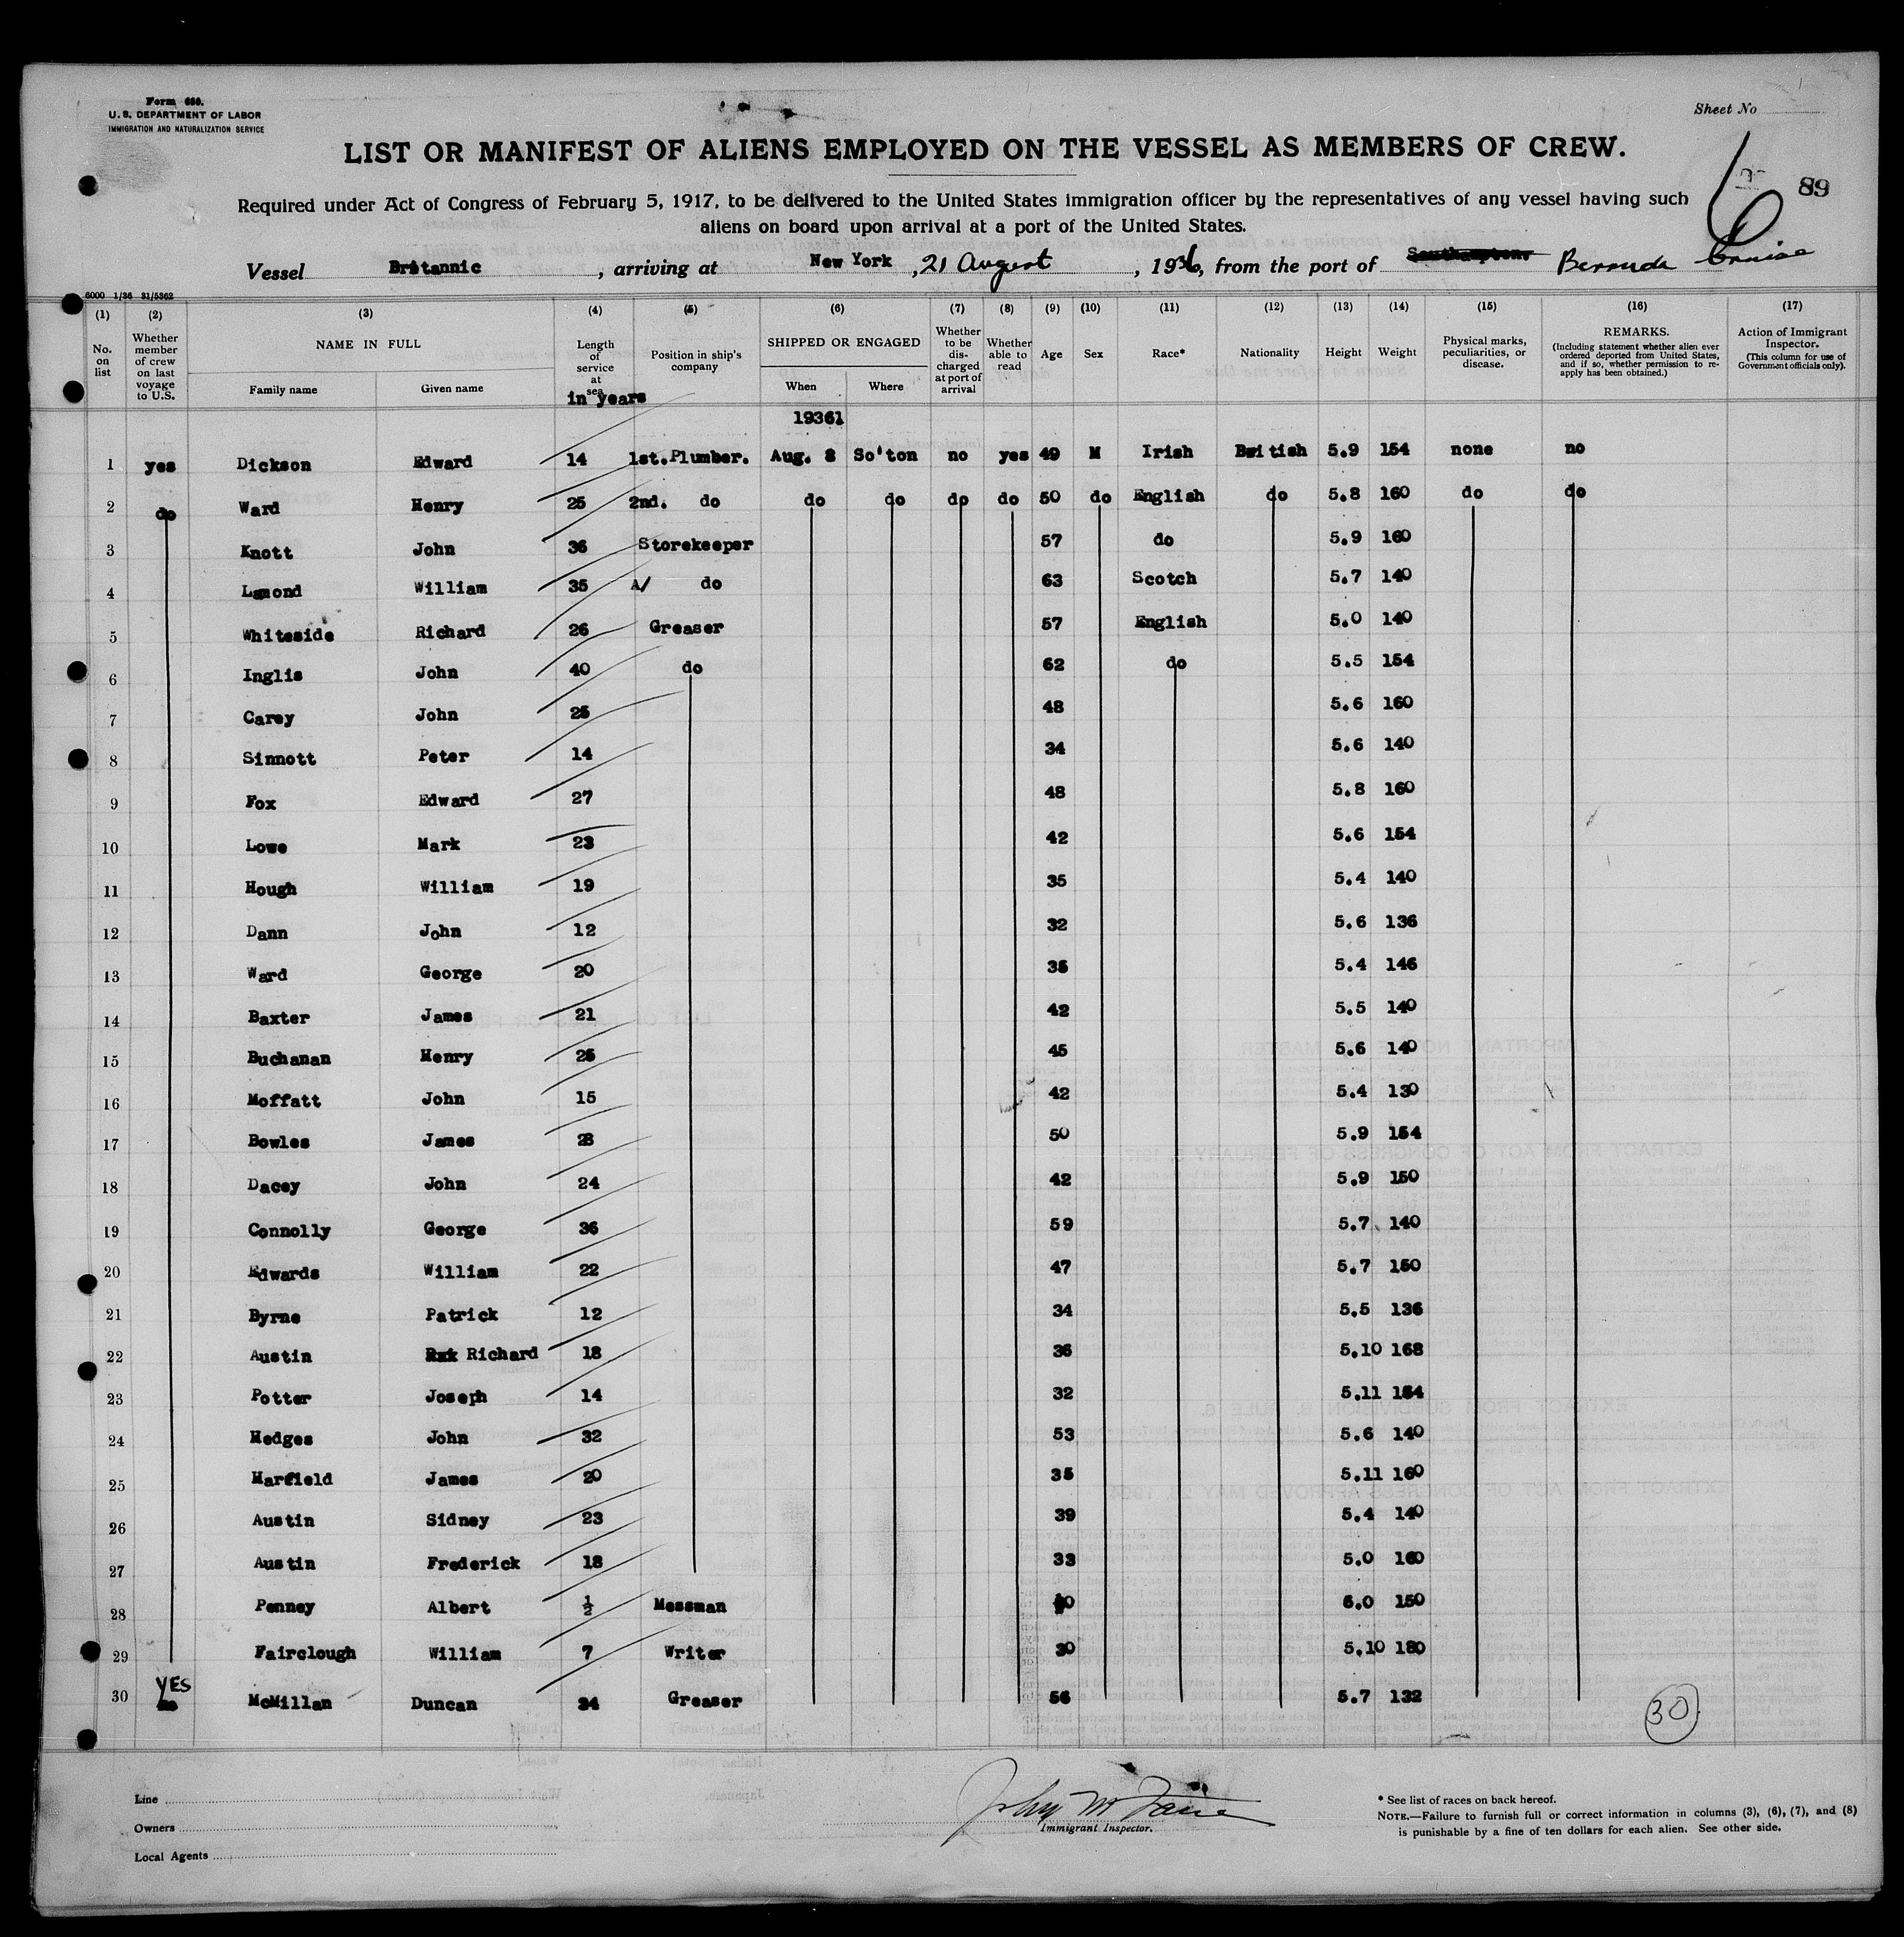 Form 680.
U. S. DEPARTMENT OF LABOR
IMMIGRATION AND NATURALIZATION SERVICE
Sheet No
LIST OR MANIFEST OF ALIENS EMPLOYED ON THE VESSEL AS MEMBERS OF CREW.
6
89
Required under Act of Congress of February 5, 1917, to be delivered to the United States immigration officer by the representatives of any vessel having such
aliens on board upon arrival at a port of the United States.
Vessel Britannic, arriving at New York, 21 August, 1936, from the port of Southampton. Bermuda Cruise
6000 1/36 31/5362
(1) (2) (3) (4) (5) (6) (7) (8) (9) (10) (11) (12) (13) (14) (15) (16) (17)
No. on list
Whether member of crew on last voyage to U.S.
NAME IN FULL
Family name
Given name
Length of service at sea
in years
Position in ship's company
SHIPPED OR ENGAGED
When
Where
Whether to be discharged at port of arrival
Whether able to read
Age
Sex
Race*
Nationality
Height
Weight
Physical marks, peculiarities, or disease.
REMARKS.
(Including statement whether alien ever ordered deported from United States, and if so, whether permission to reapply has been obtained.)
Action of Immigrant Inspector.
(This column for use of Government officials only).
19361
1 yes Dickson Edward 14 1st.Plumber. Aug. 8 So'ton no yes 49 M Irish British 5.9 154 none no
2 do Ward Henry 25 2nd. do do do do do 50 do English do 5.8 160 do do
3 Knott John 36 Storekeeper 57 do 5.9 160
4 Lamond William 35 A/ do 63 Scotch 5.7 140
5 Whiteside Richard 26 Greaser 57 English 5.0 140
6 Inglis John 40 do 62 do 5.5 154
7 Carey John 25 48 5.6 160
8 Sinnott Peter 14 34 5.6 140
9 Fox Edward 27 48 5.8 160
10 Lowe Mark 23 42 5.6 154
11 Hough William 19 35 5.4 140
12 Dann John 12 32 5.6 136
13 Ward George 20 35 5.4 146
14 Baxter James 21 42 5.5 140
15 Buchanan Henry 25 45 5.6 140
16 Moffatt John 15 42 5.4 130
17 Bowles James 28 50 5.9 154
18 Dacey John 24 42 5.9 150
19 Connolly George 36 59 5.7 140
20 Edwards William 22 47 5.7 150
21 Byrne Patrick 12 34 5.5 136
22 Austin Richard 18 36 5.10 168
23 Potter Joseph 14 32 5.11 154
24 Hedges John 32 53 5.6 140
25 Harfield James 20 35 5.11 160
26 Austin Sidney 23 39 5.4 140
27 Austin Frederick 18 33 5.0 160
28 Penney Albert ½ Messman 6.0 150
29 Fairclough William 7 Writer 30 5.10 180
30 YES McMillan Duncan 34 Greaser 56 5.7 132
30
Line
Owners
Local Agents
Immigrant Inspector.
* See list of races on back hereof.
NOTE.—Failure to furnish full or correct information in columns (3), (6), (7), and (8)
is punishable by a fine of ten dollars for each alien. See other side.